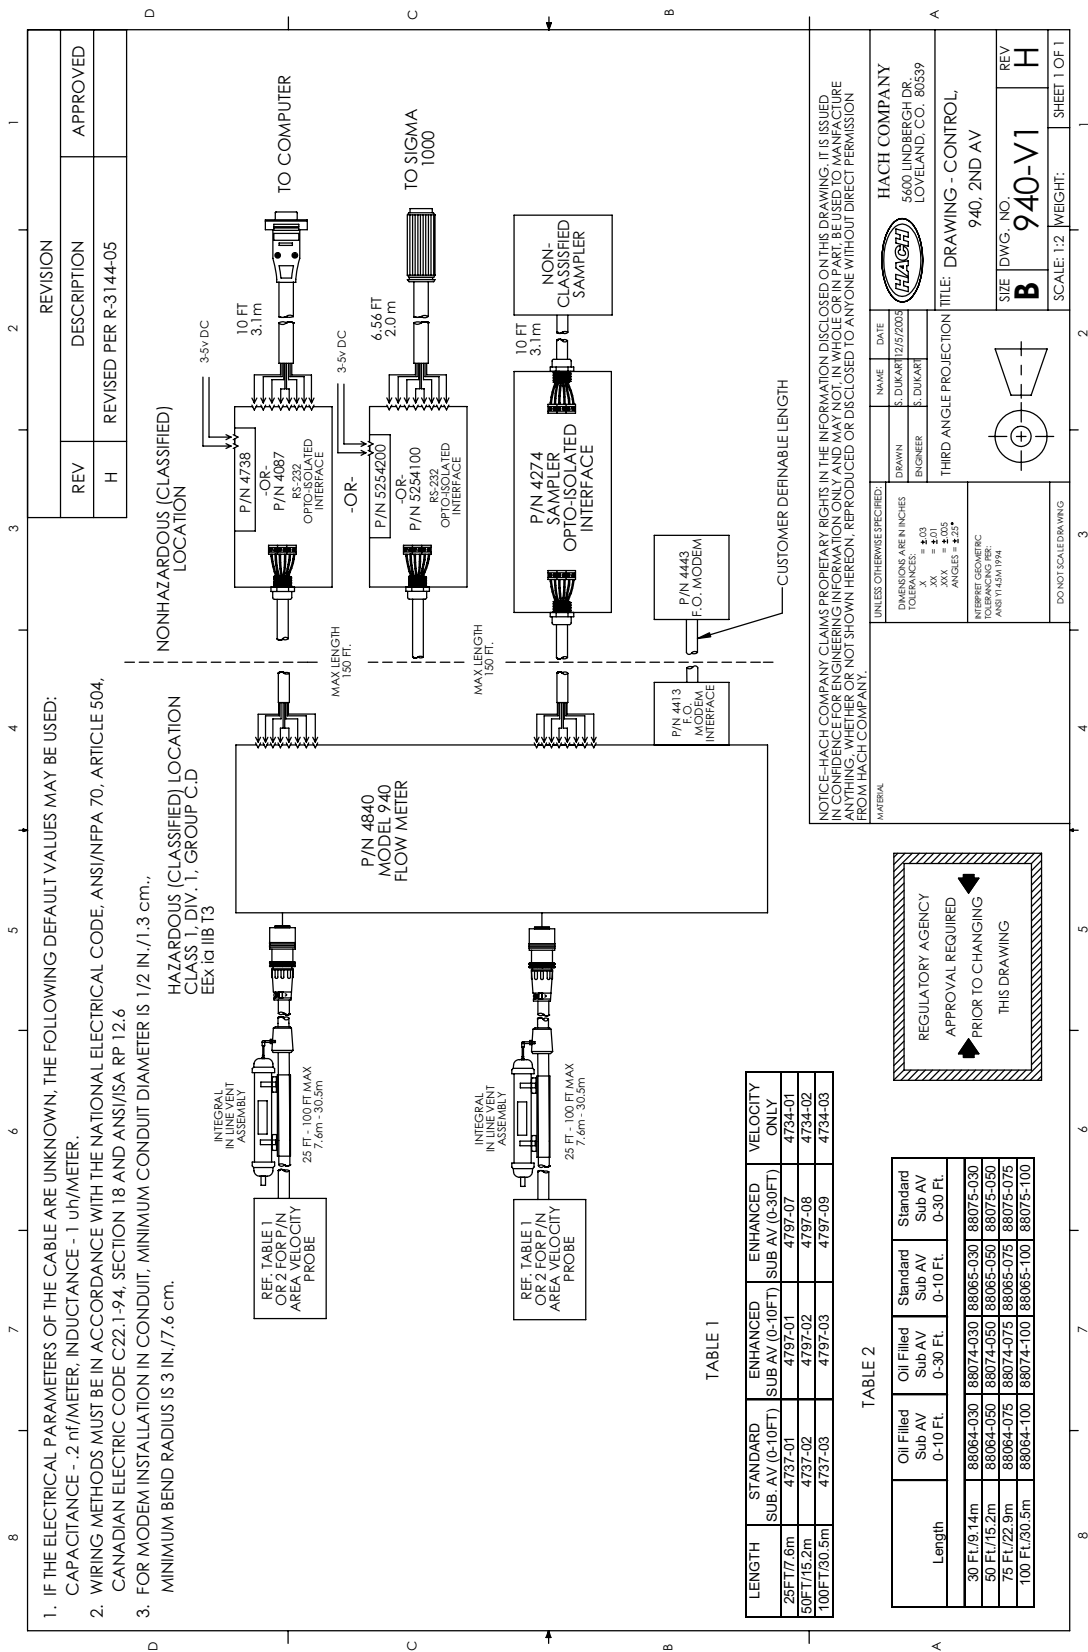 8
7
6
5
4
3
2
1
D
C
B
A
1. IF THE ELECTRICAL PARAMETERS OF THE CABLE ARE UNKNOWN, THE FOLLOWING DEFAULT VALUES MAY BE USED:
CAPACITANCE - .2 nf/METER, INDUCTANCE - 1 uh/METER.
2. WIRING METHODS MUST BE IN ACCORDANCE WITH THE NATIONAL ELECTRICAL CODE, ANSI/NFPA 70, ARTICLE 504,
CANADIAN ELECTRIC CODE C22.1-94, SECTION 18 AND ANSI/ISA RP 12.6
3. FOR MODEM INSTALLATION IN CONDUIT, MINIMUM CONDUIT DIAMETER IS 1/2 IN./1.3 cm.,
MINIMUM BEND RADIUS IS 3 IN./7.6 cm.
REVISION
REV DESCRIPTION APPROVED
H REVISED PER R-3144-05
HAZARDOUS (CLASSIFIED) LOCATION
CLASS 1, DIV. 1, GROUP C.D
EEx ia IIB T3
NONHAZARDOUS (CLASSIFIED)
LOCATION
REF. TABLE 1
OR 2 FOR P/N
AREA VELOCITY
PROBE
INTEGRAL
IN LINE VENT
ASSEMBLY
25 FT - 100 FT MAX
7.6m - 30.5m
REF. TABLE 1
OR 2 FOR P/N
AREA VELOCITY
PROBE
INTEGRAL
IN LINE VENT
ASSEMBLY
25 FT - 100 FT MAX
7.6m - 30.5m
P/N 4840
MODEL 940
FLOW METER
MAX LENGTH
150 FT.
MAX LENGTH
150 FT.
P/N 4413
F.O.
MODEM
INTERFACE
P/N 4443
F.O. MODEM
CUSTOMER DEFINABLE LENGTH
3-5v DC
P/N 4738
-OR-
P/N 4087
RS-232
OPTO-ISOLATED
INTERFACE
10 FT
3.1m
TO COMPUTER
-OR-
3-5v DC
P/N 5254200
-OR-
P/N 5254100
RS-232
OPTO-ISOLATED
INTERFACE
6.56 FT
2.0 m
TO SIGMA
1000
P/N 4274
SAMPLER
OPTO-ISOLATED
INTERFACE
10 FT
3.1m
NON-
CLASSISTIFIED
SAMPLER
TABLE 1
LENGTH STANDARD SUB. AV (0-10FT) ENHANCED SUB AV (0-10FT) ENHANCED SUB AV (0-30FT) VELOCITY ONLY
25FT/7.6m 4737-01 4797-01 4797-07 4734-01
50FT/15.2m 4737-02 4797-02 4797-08 4734-02
100FT/30.5m 4737-03 4797-03 4797-09 4734-03
TABLE 2
Length Oil Filled Sub AV 0-10 Ft. Oil Filled Sub AV 0-30 Ft. Standard Sub AV 0-10 Ft. Standard Sub AV 0-30 Ft.
30 Ft./9.14m 88064-030 88074-030 88065-030 88075-030
50 Ft./15.2m 88064-050 88074-050 88065-050 88075-050
75 Ft./22.9m 88064-075 88074-075 88065-075 88075-075
100 Ft./30.5m 88064-100 88074-100 88065-100 88075-100
REGULATORY AGENCY
APPROVAL REQUIRED
PRIOR TO CHANGING
THIS DRAWING
NOTICE--HACH COMPANY CLAIMS PROPIETARY RIGHTS IN THE INFORMATION DISCLOSED ON THIS DRAWING. IT IS ISSUED
IN CONFIDENCE FOR ENGINEERING INFORMATION ONLY AND MAY NOT, IN WHOLE OR IN PART, BE USED TO MANFACTURE
ANYTHING, WHETHER OR NOT SHOWN HEREON, REPRODUCED OR DISCLOSED TO ANYONE WITHOUT DIRECT PERMISSION
FROM HACH COMPANY.
MATERIAL
UNLESS OTHERWISE SPECIFIED:
DIMENSIONS ARE IN INCHES
TOLERANCES:
.X = ±.03
.XX = ±.01
.XXX = ±.005
ANGLES = ±.25°
INTERPRET GEOMETRIC
TOLERANCING PER:
ANSI Y14.5M 1994
DO NOT SCALE DRAWING
NAME DATE
DRAWN S. DUKART 12/5/2005
ENGINEER S. DUKART
THIRD ANGLE PROJECTION
HACH
HACH COMPANY
5600 LINDBERGH DR.
LOVELAND, CO. 80539
TITLE: DRAWING - CONTROL,
940, 2ND AV
SIZE DWG. NO. REV
B 940-V1 H
SCALE: 1:2 WEIGHT: SHEET 1 OF 1
8
7
6
5
4
3
2
1
D
C
B
A